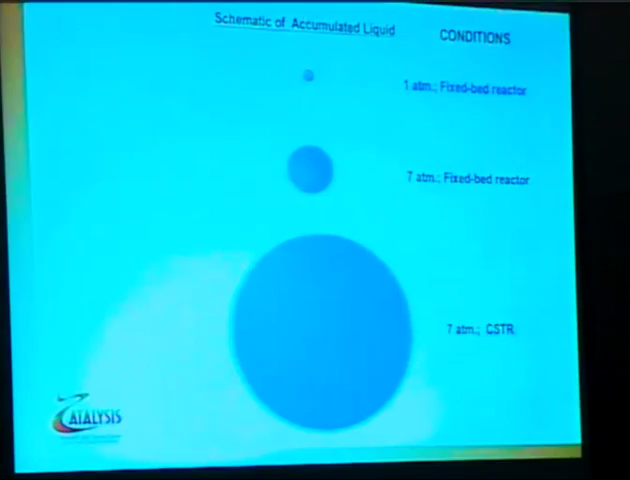 Schematic of Accumulated Liquid
CONDITIONS
1 atm.; Fixed-bed reactor
7 atm.; Fixed-bed reactor
7 atm.; CSTR
CATALYSIS